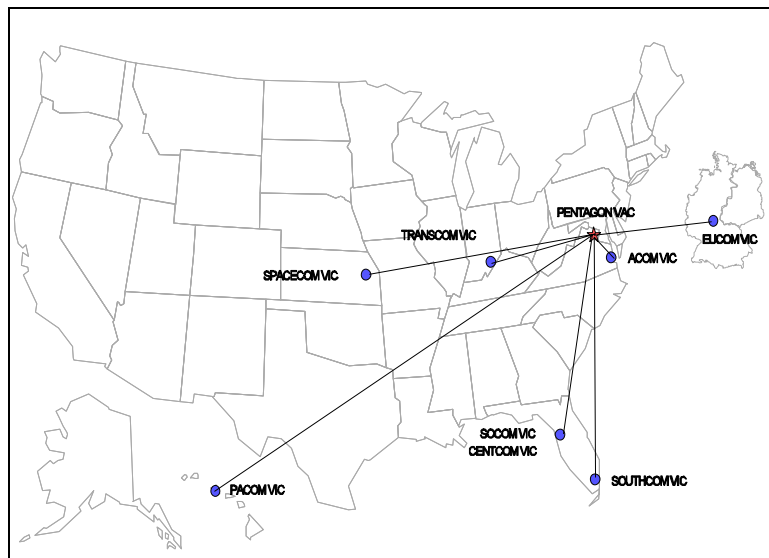 PENTAGON VAC
TRANSCOM VIC
EUCOM VIC
ACOM VIC
SPACECOM VIC
SOCOM VIC
CENTCOM VIC
SOUTHCOM VIC
PACOM VIC